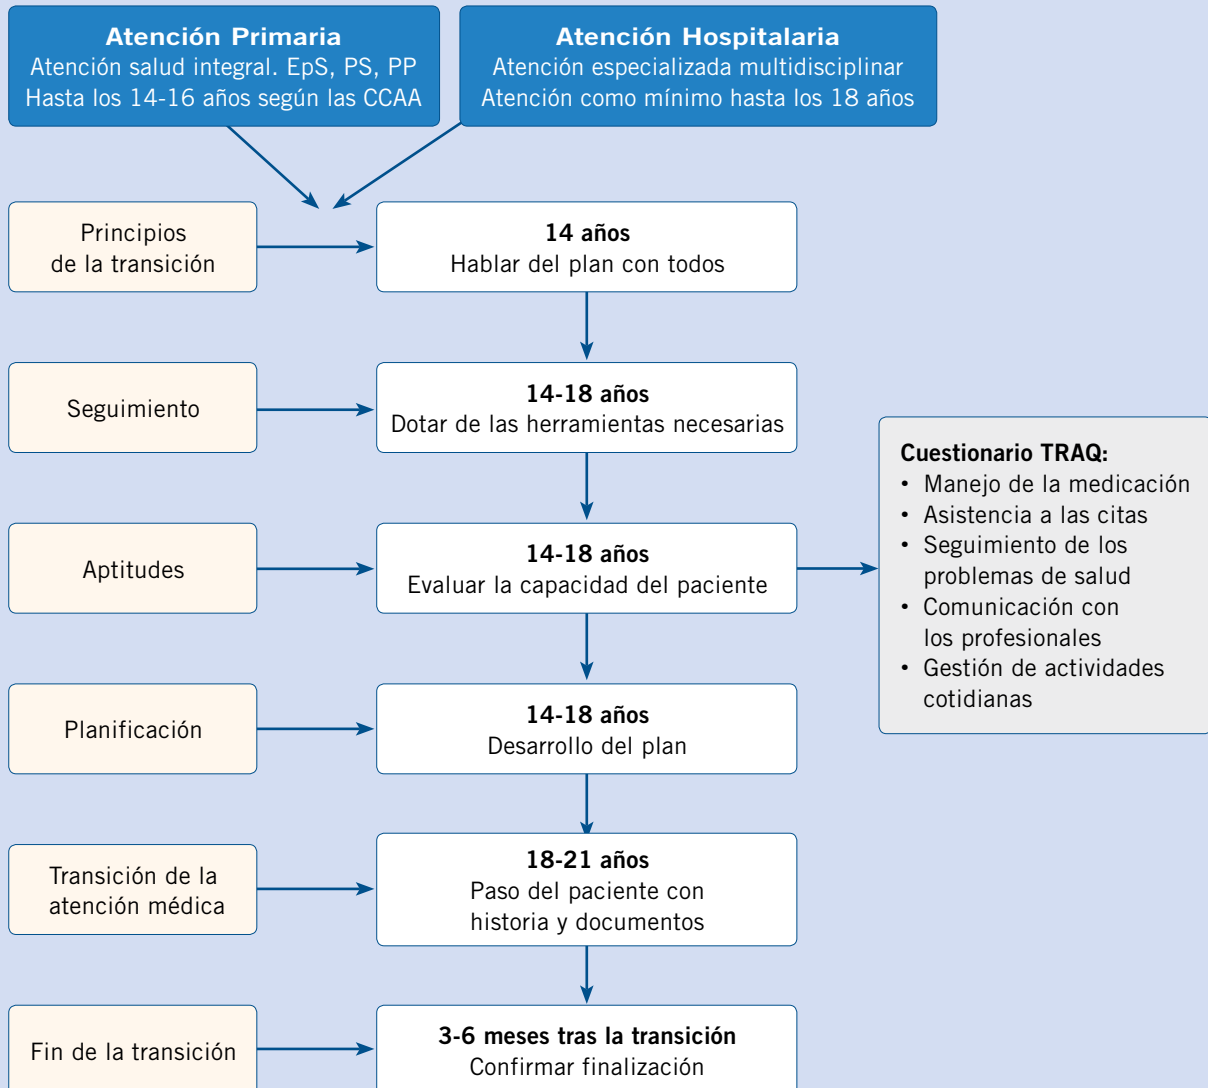 Atención Primaria
Atención salud integral. EpS, PS, PP
Hasta los 14-16 años según las CCAA
Atención Hospitalaria
Atención especializada multidisciplinar
Atención como mínimo hasta los 18 años
Principios
de la transición
14 años
Hablar del plan con todos
Seguimiento
14-18 años
Dotar de las herramientas necesarias
Aptitudes
14-18 años
Evaluar la capacidad del paciente
Cuestionario TRAQ:
• Manejo de la medicación
• Asistencia a las citas
• Seguimiento de los
problemas de salud
• Comunicación con
los profesionales
• Gestión de actividades
cotidianas
Planificación
14-18 años
Desarrollo del plan
Transición de la
atención médica
18-21 años
Paso del paciente con
historia y documentos
Fin de la transición
3-6 meses tras la transición
Confirmar finalización